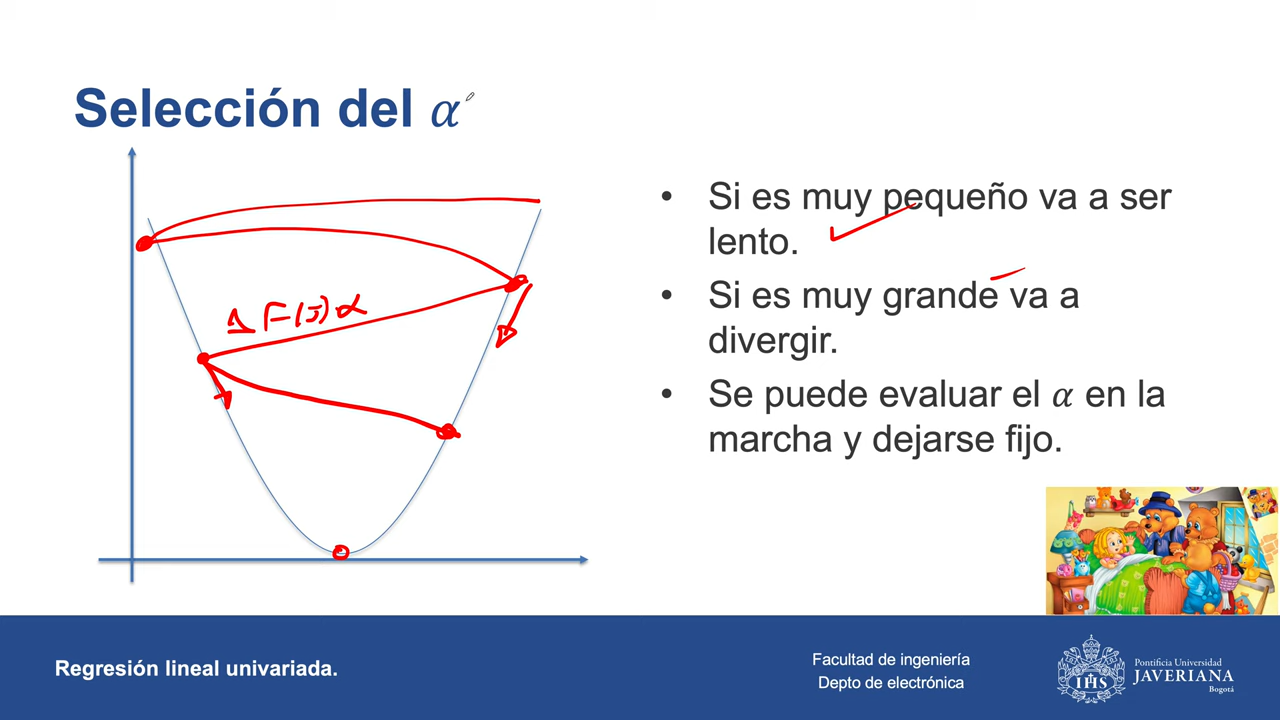 Selección del α
• Si es muy pequeño va a ser
lento.
• Si es muy grande va a
divergir.
• Se puede evaluar el α en la
marcha y dejarse fijo.
Regresión lineal univariada.
Facultad de ingeniería
Depto de electrónica
IHS
Pontificia Universidad
JAVERIANA
Bogotá